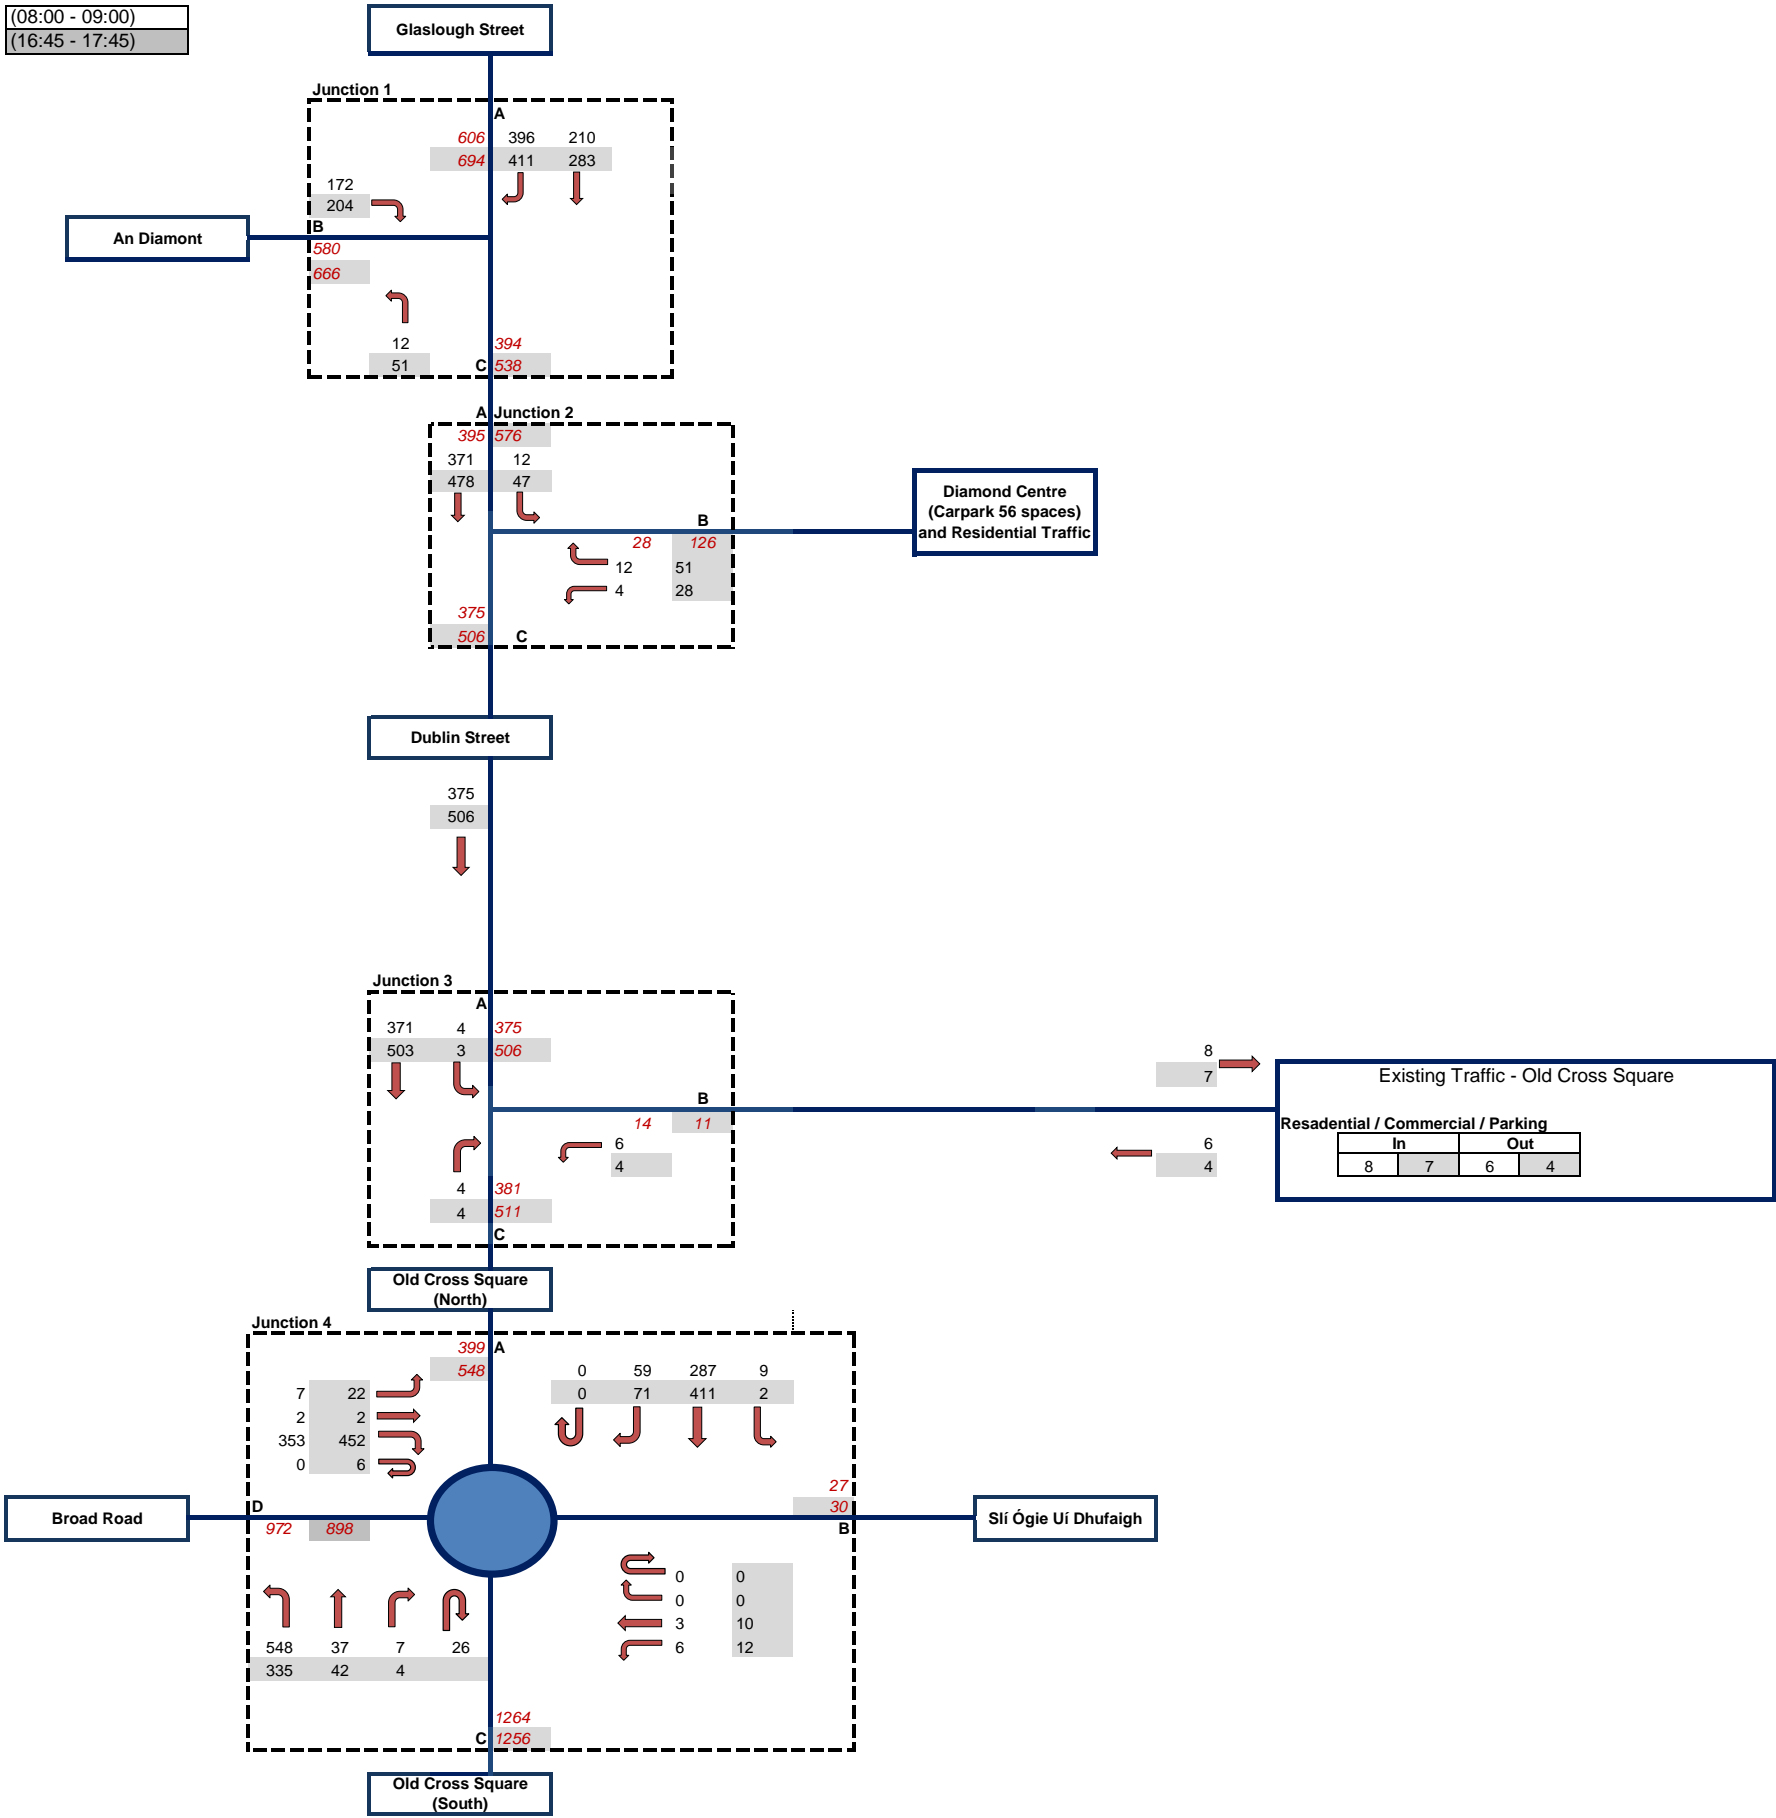 (08:00 - 09:00)
(16:45 - 17:45)
Glaslough Street
Junction 1
A
606 396 210
694 411 283
172
204
B
An Diamont
580
666
12 394
51 C 538
A Junction 2
395 576
371 12
478 47
Diamond Centre
(Carpark 56 spaces)
and Residential Traffic
B
28 126
12 51
4 28
375
506 C
Dublin Street
375
506
Junction 3
A
371 4 375
503 3 506
8
7
Existing Traffic - Old Cross Square
B
14 11
Resadential / Commercial / Parking
6 6 In Out
4 4 8 7 6 4
4 381
4 511
C
Old Cross Square
(North)
Junction 4
399 A
548
0 59 287 9
0 71 411 2
7 22
2 2
353 452
0 6
27
30
D
Broad Road
972 898
B
Slí Ógie Uí Dhufaigh
0 0
0 0
3 10
6 12
548 37 7 26
335 42 4
1264
C 1256
Old Cross Square
(South)